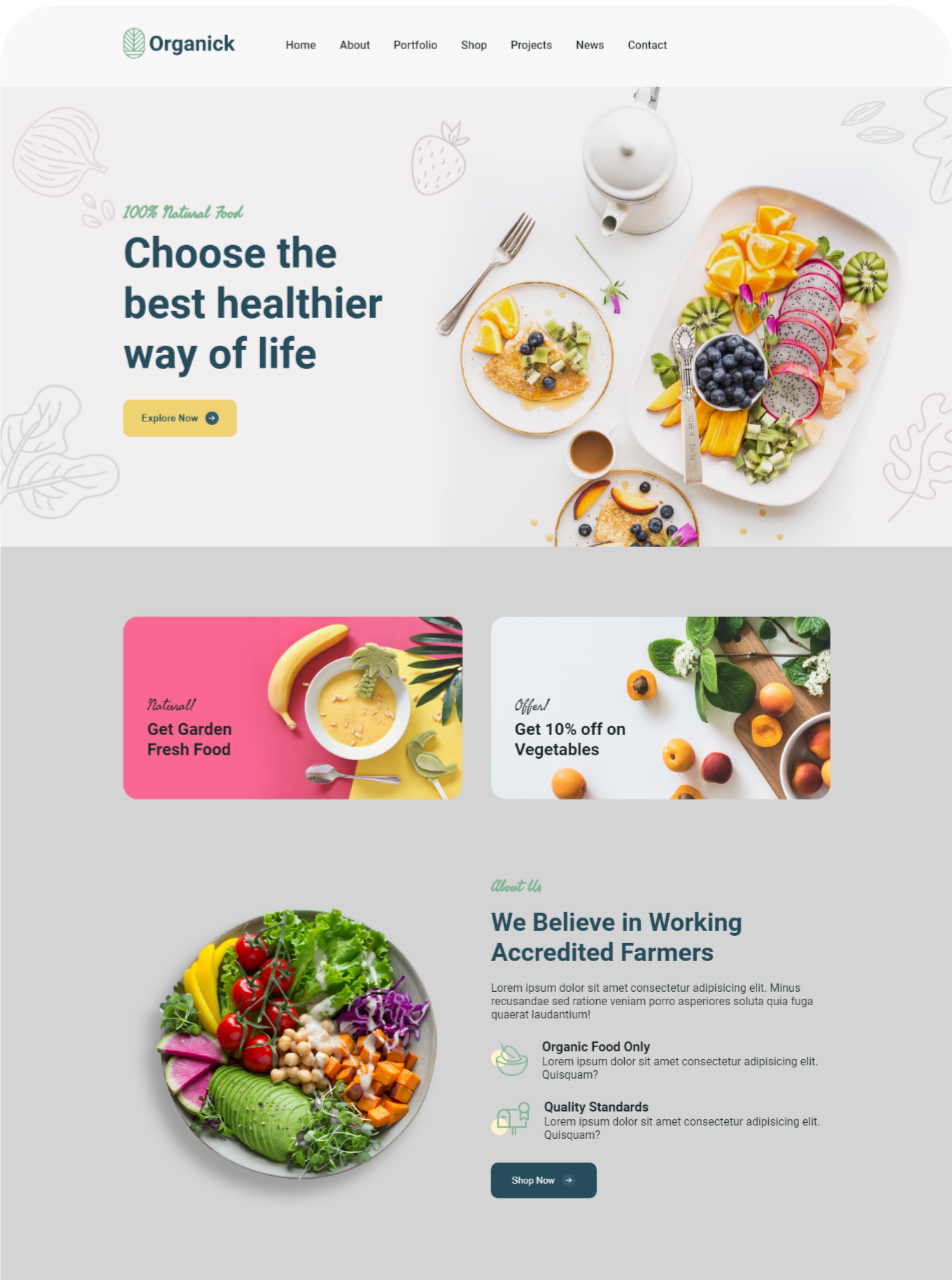 Organick
Home About Portfolio Shop Projects News Contact
100% Natural Food
Choose the
best healthier
way of life
Explore Now
Natural!
Get Garden
Fresh Food
Offer!
Get 10% off on
Vegetables
About Us
We Believe in Working
Accredited Farmers
Lorem ipsum dolor sit amet consectetur adipisicing elit. Minus
recusandae sed ratione veniam porro asperiores soluta quia fuga
quaerat laudantium!
Organic Food Only
Lorem ipsum dolor sit amet consectetur adipisicing elit.
Quisquam?
Quality Standards
Lorem ipsum dolor sit amet consectetur adipisicing elit.
Quisquam?
Shop Now